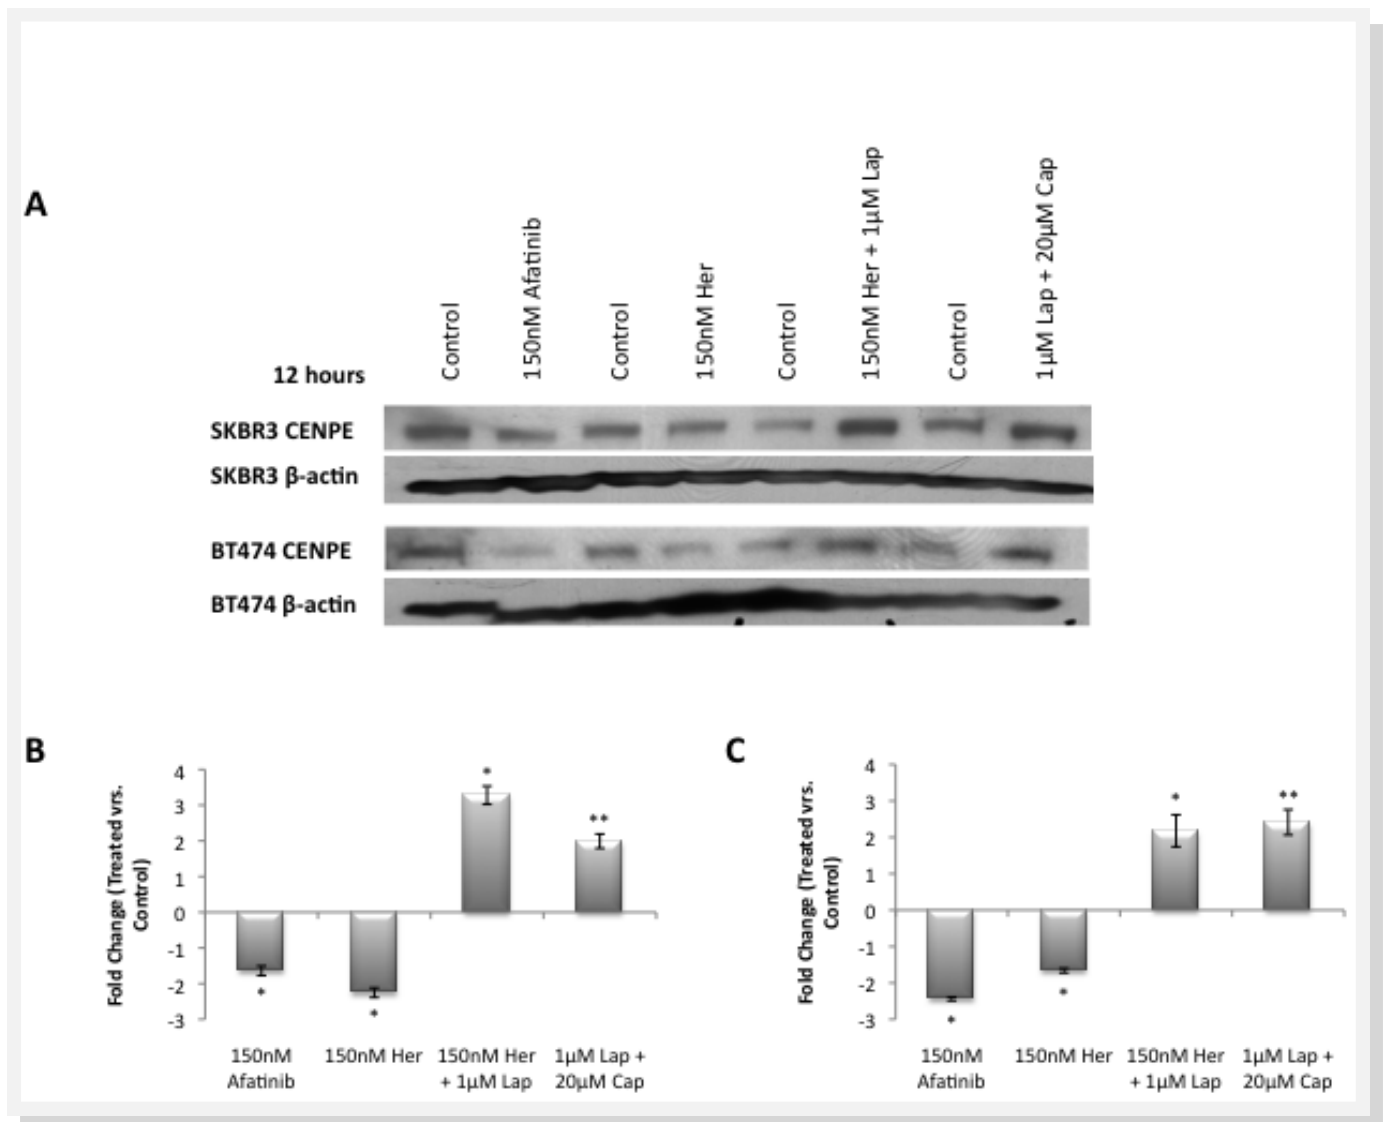 A
Control
150nM Afatinib
Control
150nM Her
Control
150nM Her + 1µM Lap
Control
1µM Lap + 20µM Cap
12 hours
SKBR3 CENPE
SKBR3 β-actin
BT474 CENPE
BT474 β-actin
B
Fold Change (Treated vrs.
Control)
4
3
2
1
0
-1
-2
-3
*
*
*
**
150nM
Afatinib
150nM Her
150nM Her
+ 1µM Lap
1µM Lap +
20µM Cap
C
Fold Change (Treated vrs.
Control)
4
3
2
1
0
-1
-2
-3
*
*
*
**
150nM
Afatinib
150nM Her
150nM Her
+ 1µM Lap
1µM Lap +
20µM Cap